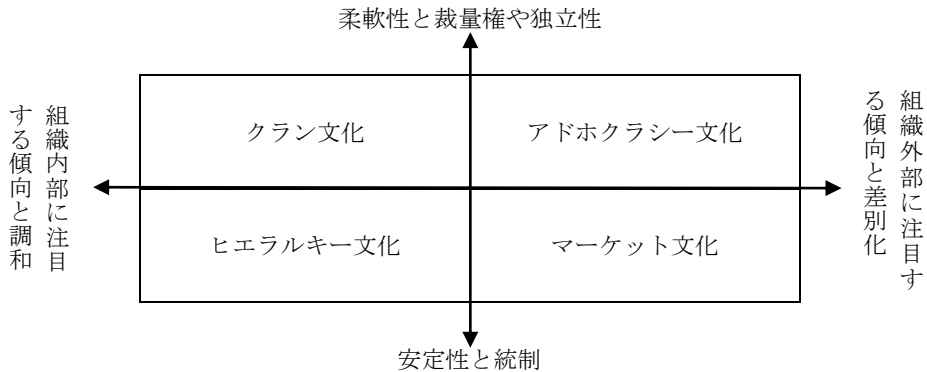 柔軟性と裁量権や独立性
組織内部に注目
する傾向と調和
クラン文化
アドホクラシー文化
組織外部に注目す
る傾向と差別化
ヒエラルキー文化
マーケット文化
安定性と統制